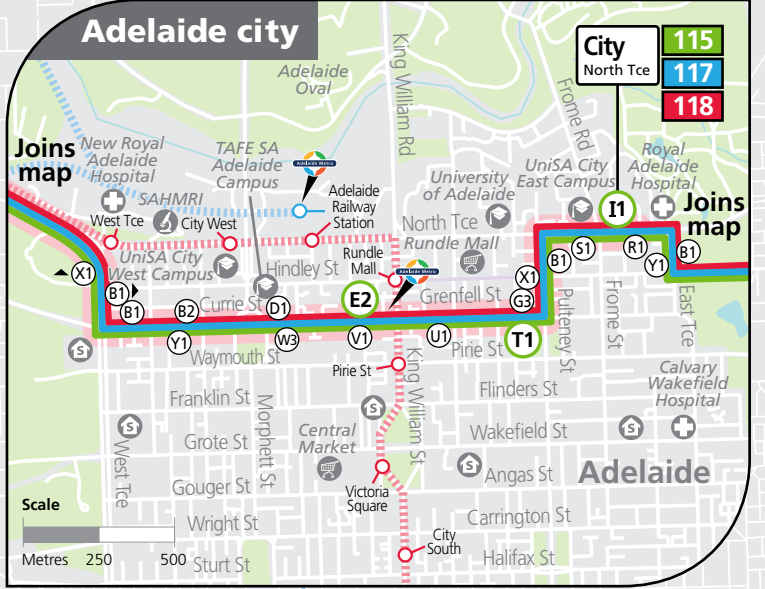 Adelaide city
City
North Tce
115
117
118
Adelaide
Oval
King William Rd
Frome Rd
Joins
map
New Royal
Adelaide
Hospital
TAFE SA
Adelaide
Campus
Adelaide Metro
SAHMRI
Adelaide
Railway
Station
University
of Adelaide
UniSA City
East Campus
Royal
Adelaide
Hospital
I1
Joins
map
West Tce
City West
North Tce
Rundle Mall
UniSA City
West Campus
Hindley St
Rundle
Mall
Adelaide Metro
X1
B1
B1
B2
Currie St
D1
E2
Grenfell St
X1
G3
B1
S1
R1
Y1
B1
Y1
W3
V1
U1
T1
Pulteney St
Frome St
East Tce
Waymouth St
Pirie St
Pirie St
King William St
Franklin St
Morphett St
Flinders St
Calvary
Wakefield
Hospital
S
S
S
S
S
West Tce
Grote St
Central
Market
Wakefield St
Gouger St
Victoria
Square
Angas St
Adelaide
Scale
Metres 250 500
Wright St
Carrington St
City
South
Sturt St
Halifax St